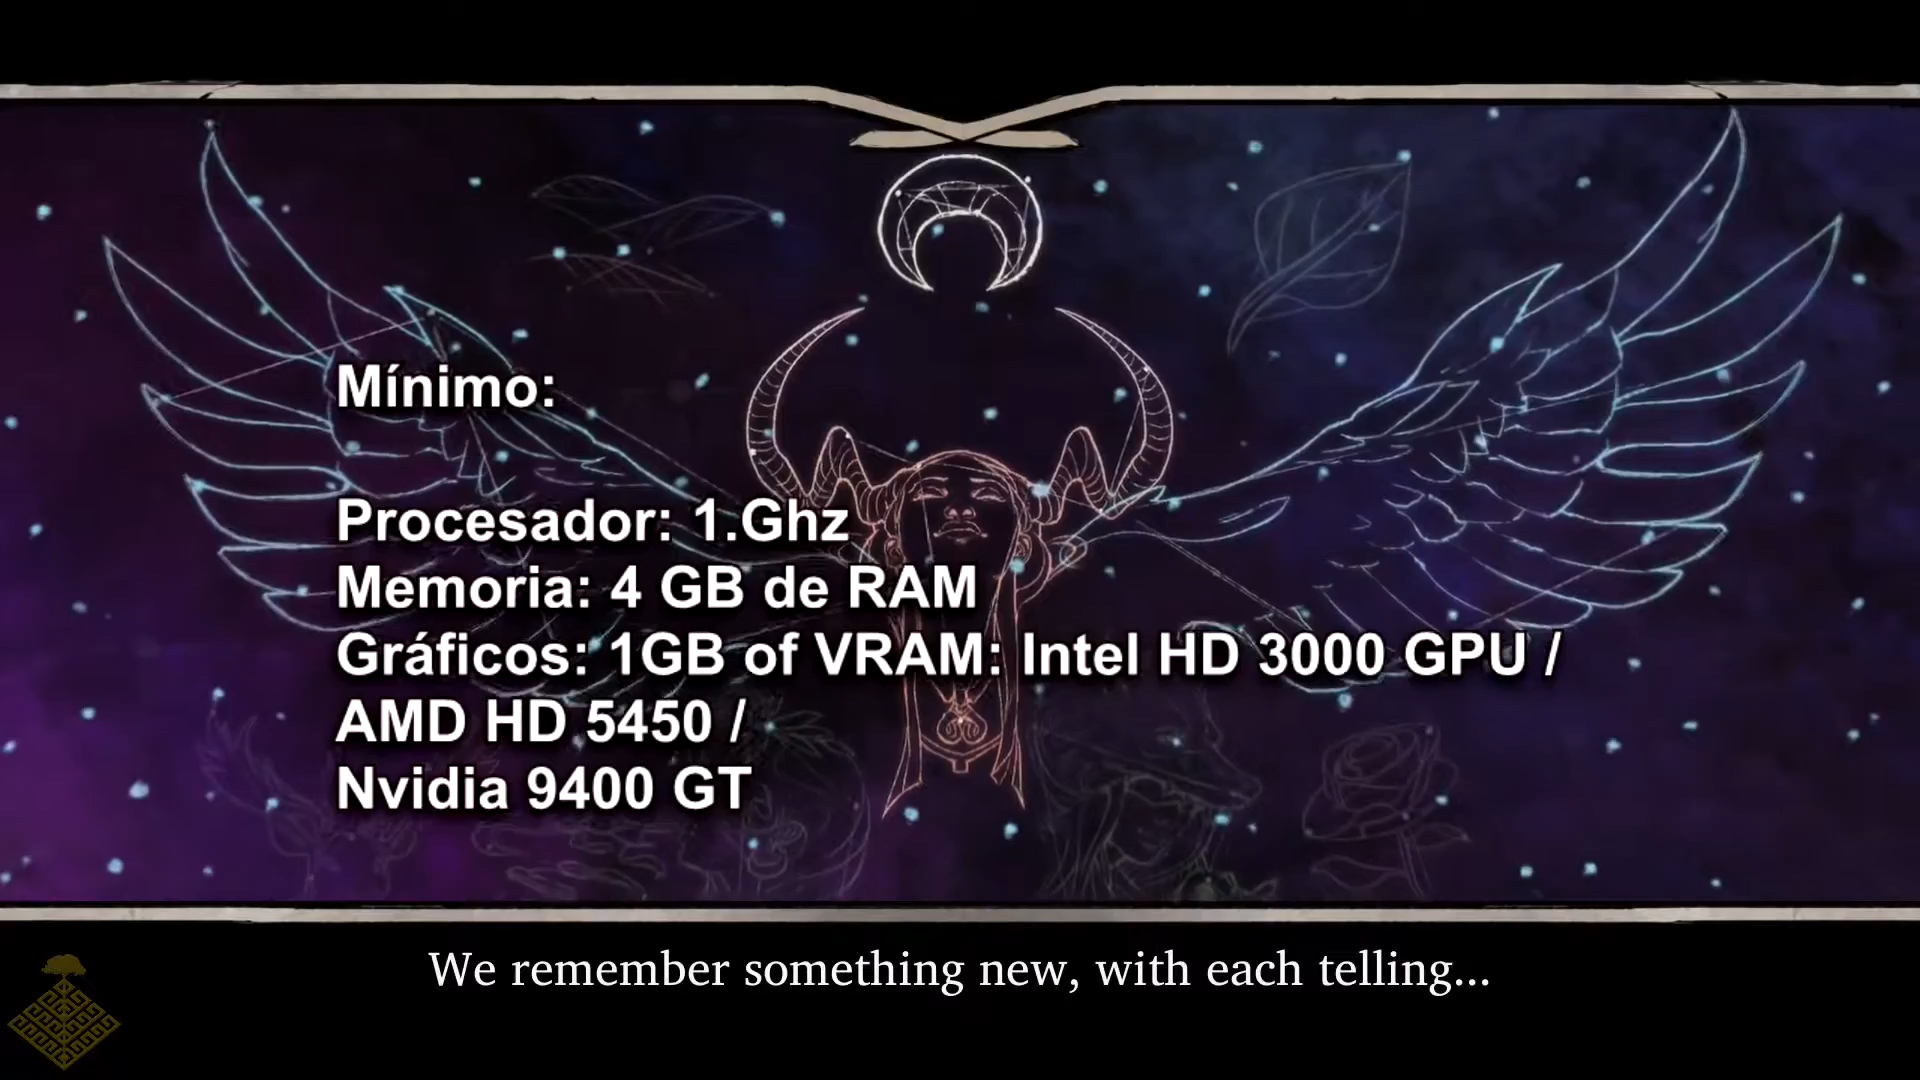 Mínimo:
Procesador: 1.Ghz
Memoria: 4 GB de RAM
Gráficos: 1GB of VRAM: Intel HD 3000 GPU /
AMD HD 5450 /
Nvidia 9400 GT
We remember something new, with each telling...